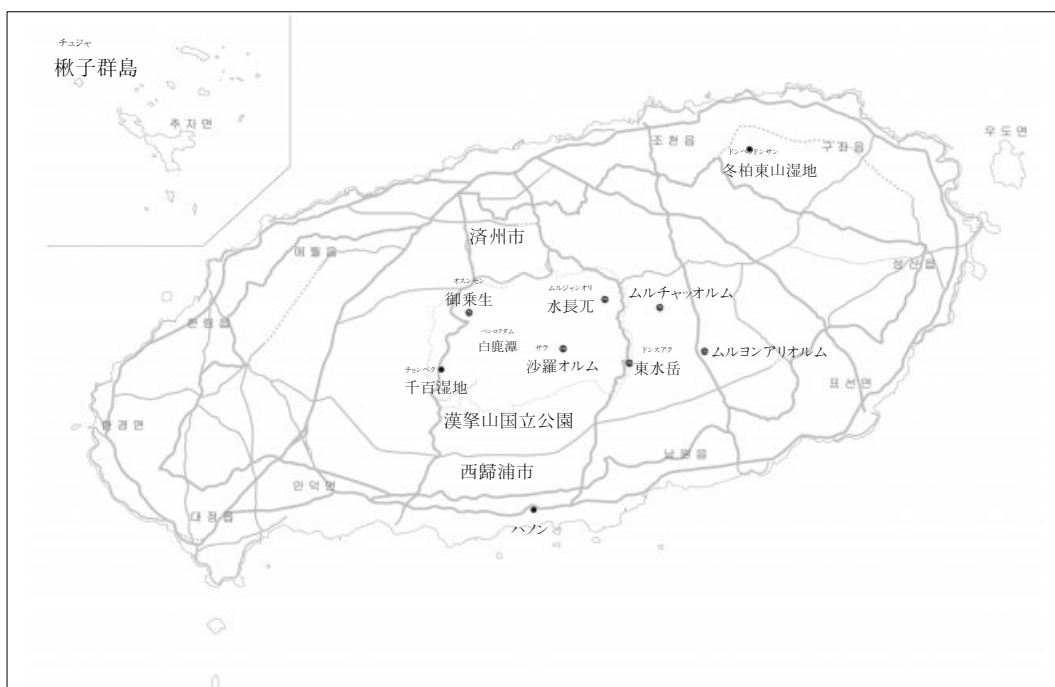 チュジャ
楸子群島
추자면
조천읍
구좌읍
우도면
ドンベクドンサン
冬柏東山湿地
済州市
애월읍
성산읍
オスンセン
御乗生
ムルジャンオリ
水長兀
ムルチャッオルム
한림읍
ペンロクダム
白鹿潭
サラ
沙羅オルム
ドンスアク
東水岳
ムルヨンアリオルム
チョンペク
千百湿地
표선면
漢拏山国立公園
한경면
西歸浦市
남원읍
안덕면
대정읍
ハノン